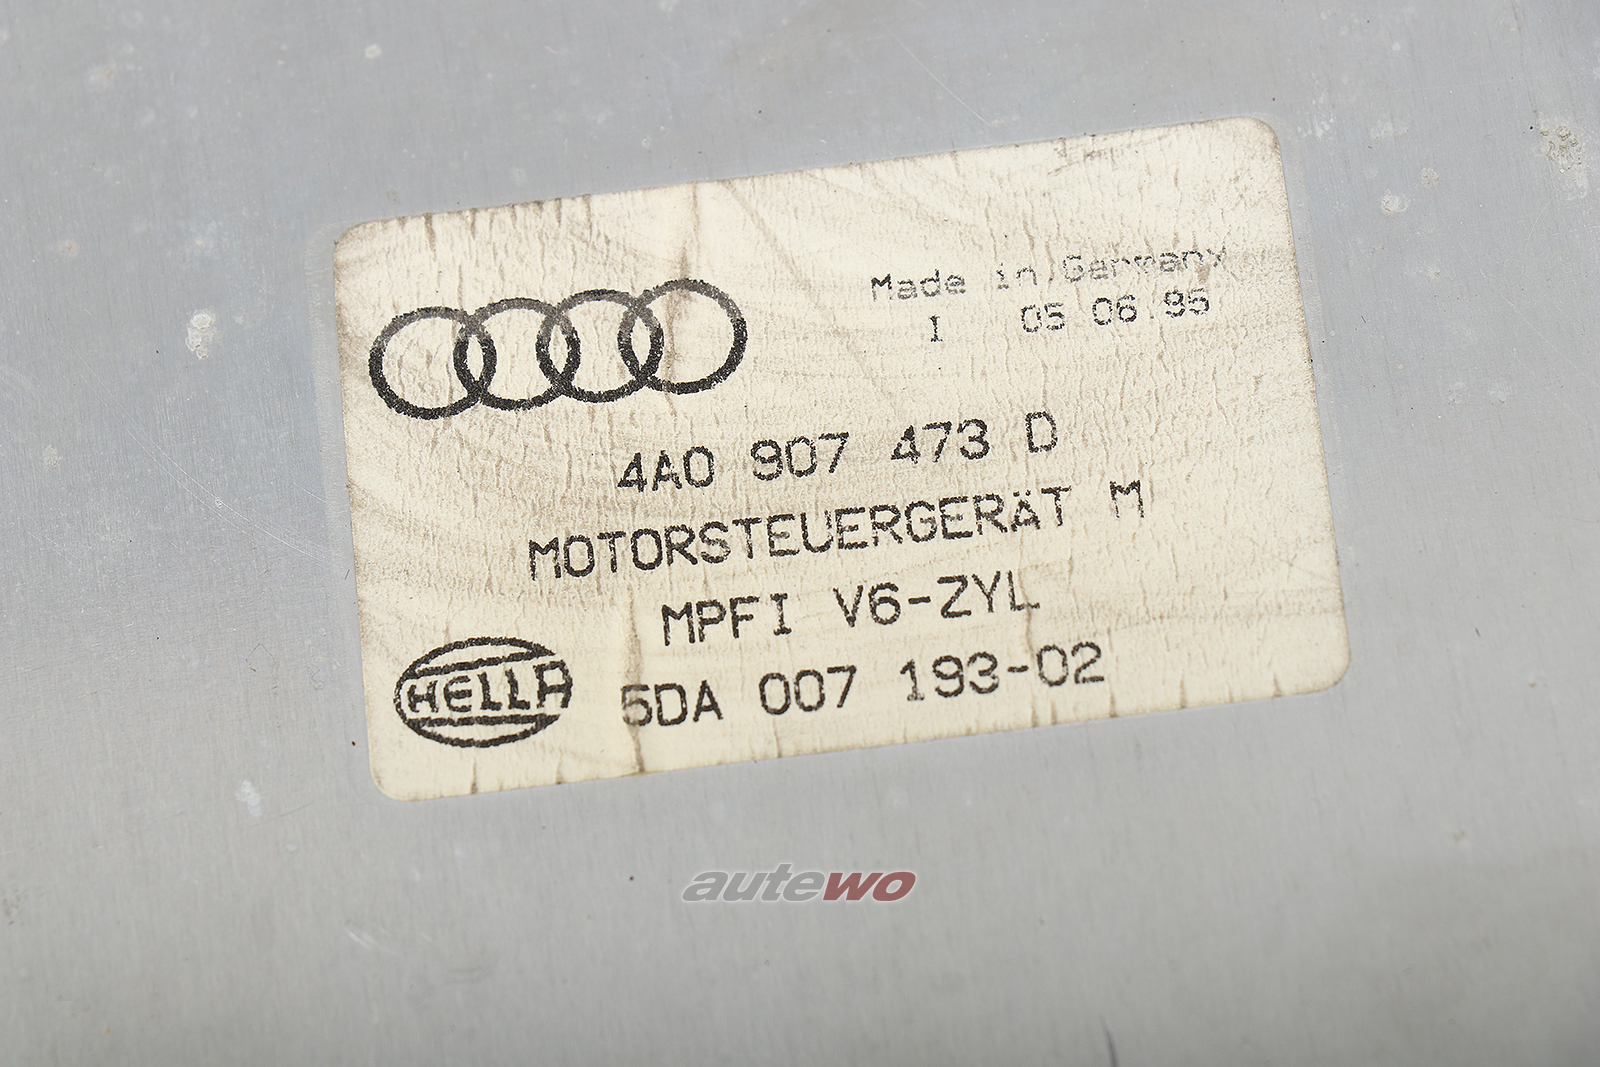 Made in Germany
I 05 06 95
4A0 907 473 D
MOTORSTEUERGERÄT M
MPFI V6-ZYL
HELLA
5DA 007 193-02
autewo